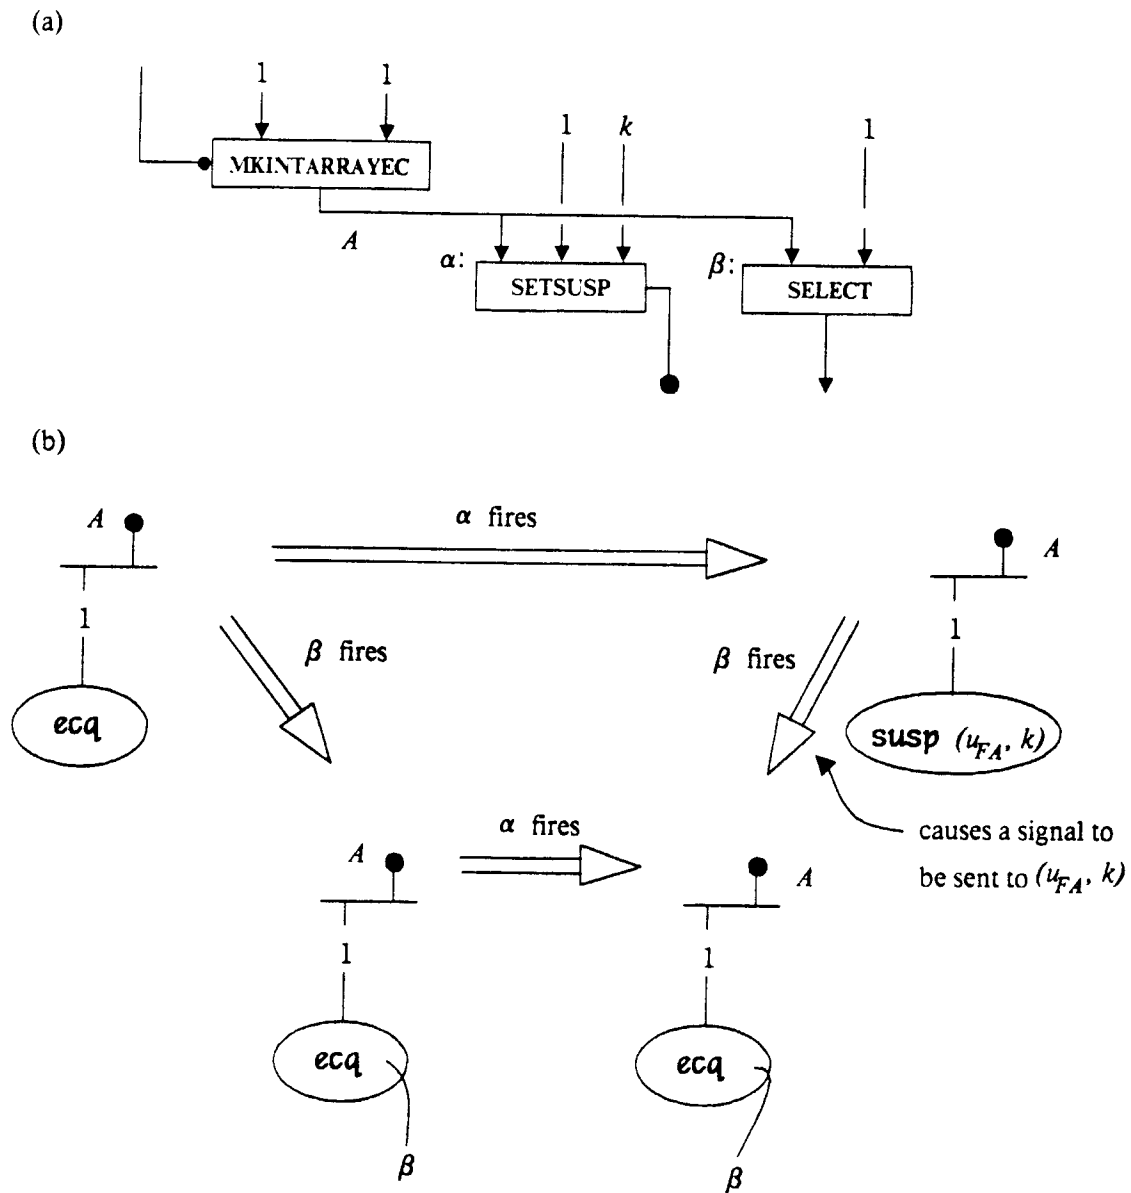 (a)
1 1
MKINTARRAYEC
1 k
1
A
α:
SETSUSP
β:
SELECT
(b)
A
α fires
A
1
1
β fires
β fires
ecq
susp (u_FA, k)
causes a signal to
be sent to (u_FA, k)
A
α fires
A
1
1
ecq
ecq
β
β